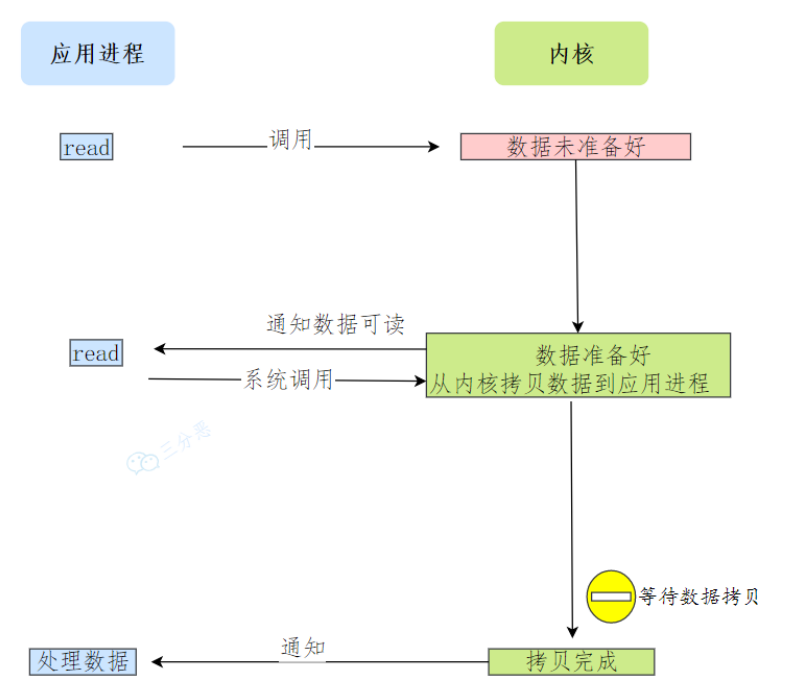 应用进程
内核
read
调用
数据未准备好
通知数据可读
read
数据准备好
系统调用
从内核拷贝数据到应用进程
三分恶
等待数据拷贝
处理数据
通知
拷贝完成